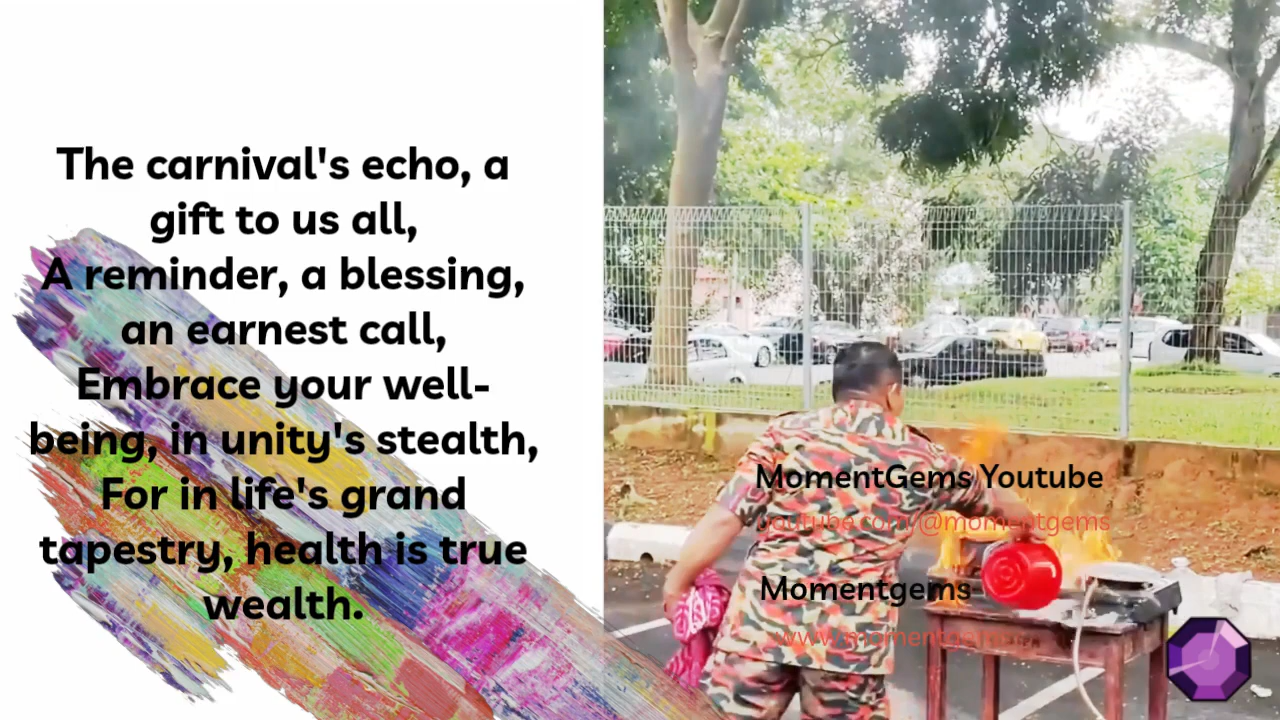 The carnival's echo, a
gift to us all,
A reminder, a blessing,
an earnest call,
Embrace your well-
being, in unity's stealth,
For in life's grand
tapestry, health is true
wealth.
MomentGems Youtube
youtube.com/@momentgems
Momentgems